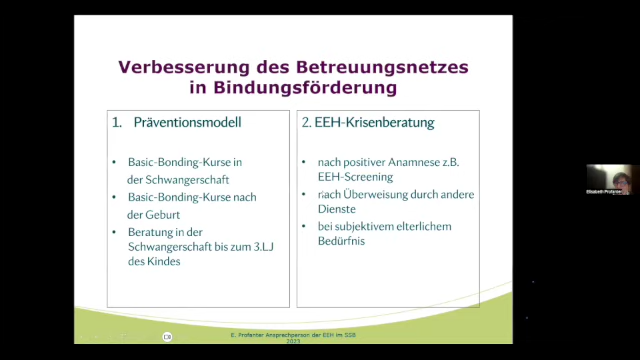 Verbesserung des Betreuungsnetzes
in Bindungsförderung
1. Präventionsmodell
• Basic-Bonding-Kurse in
der Schwangerschaft
• Basic-Bonding-Kurse nach
der Geburt
• Beratung in der
Schwangerschaft bis zum 3.LJ
des Kindes
2. EEH-Krisenberatung
• nach positiver Anamnese z.B.
EEH-Screening
• nach Überweisung durch andere
Dienste
• bei subjektivem elterlichem
Bedürfnis
E. Profanter Ansprechperson der EEH im SSB
2023
Elisabeth Profanter